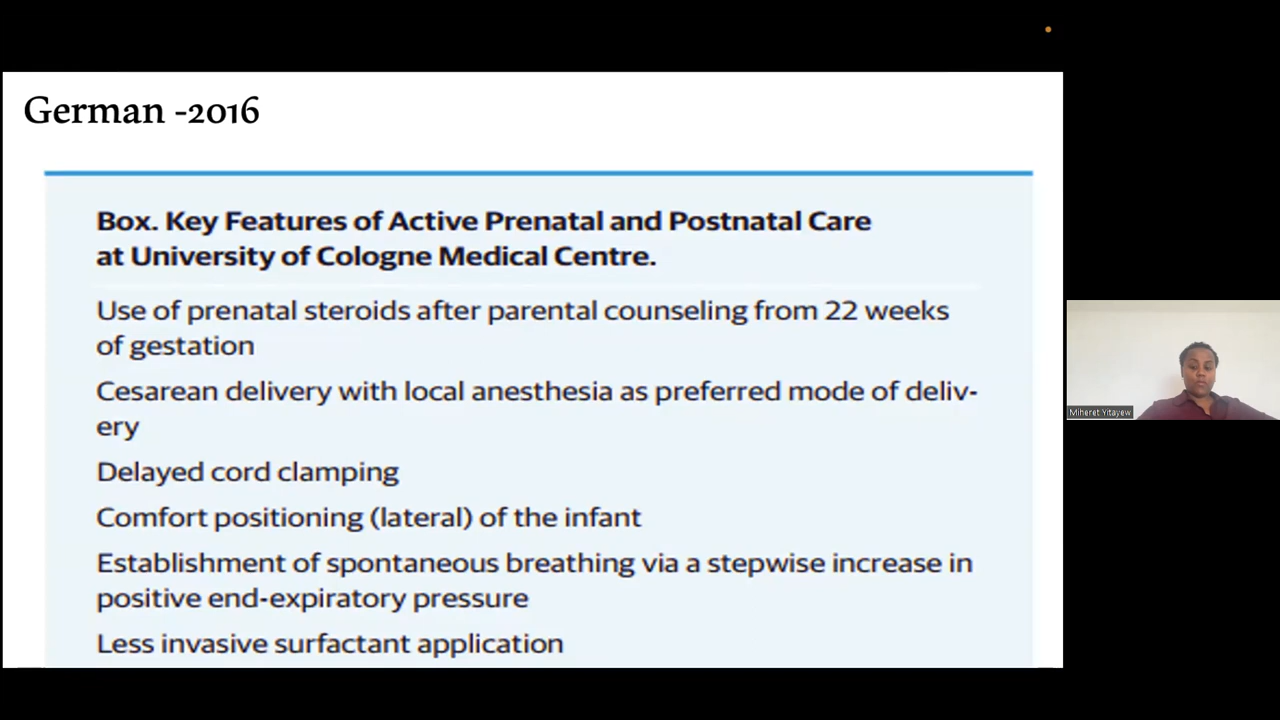 German -2016
Box. Key Features of Active Prenatal and Postnatal Care
at University of Cologne Medical Centre.
Use of prenatal steroids after parental counseling from 22 weeks
of gestation
Cesarean delivery with local anesthesia as preferred mode of deliv-
ery
Delayed cord clamping
Comfort positioning (lateral) of the infant
Establishment of spontaneous breathing via a stepwise increase in
positive end-expiratory pressure
Less invasive surfactant application
Miheret Yitayew